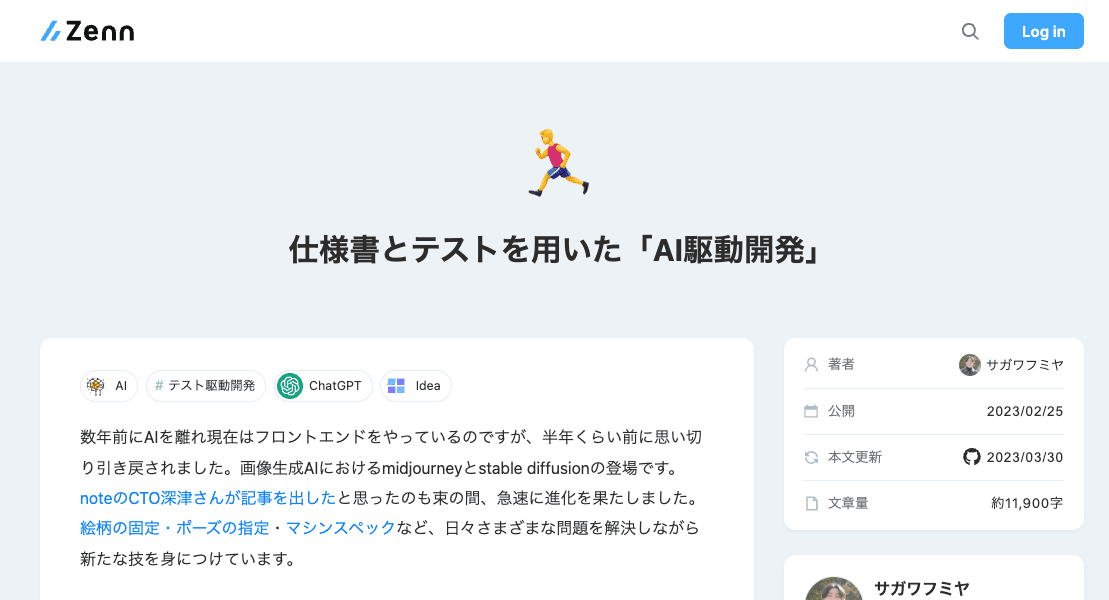 Zenn
Log in
仕様書とテストを用いた「AI駆動開発」
AI
# テスト駆動開発
ChatGPT
Idea
数年前にAIを離れ現在はフロントエンドをやっているのですが、半年くらい前に思い切
り引き戻されました。画像生成AIにおけるmidjourneyとstable diffusionの登場です。
noteのCTO深津さんが記事を出したと思ったのも束の間、急速に進化を果たしました。
絵柄の固定・ポーズの指定・マシンスペックなど、日々さまざまな問題を解決しながら
新たな技を身につけています。
著者
サガワフミヤ
公開
2023/02/25
本文更新
2023/03/30
文章量
約11,900字
サガワフミヤ